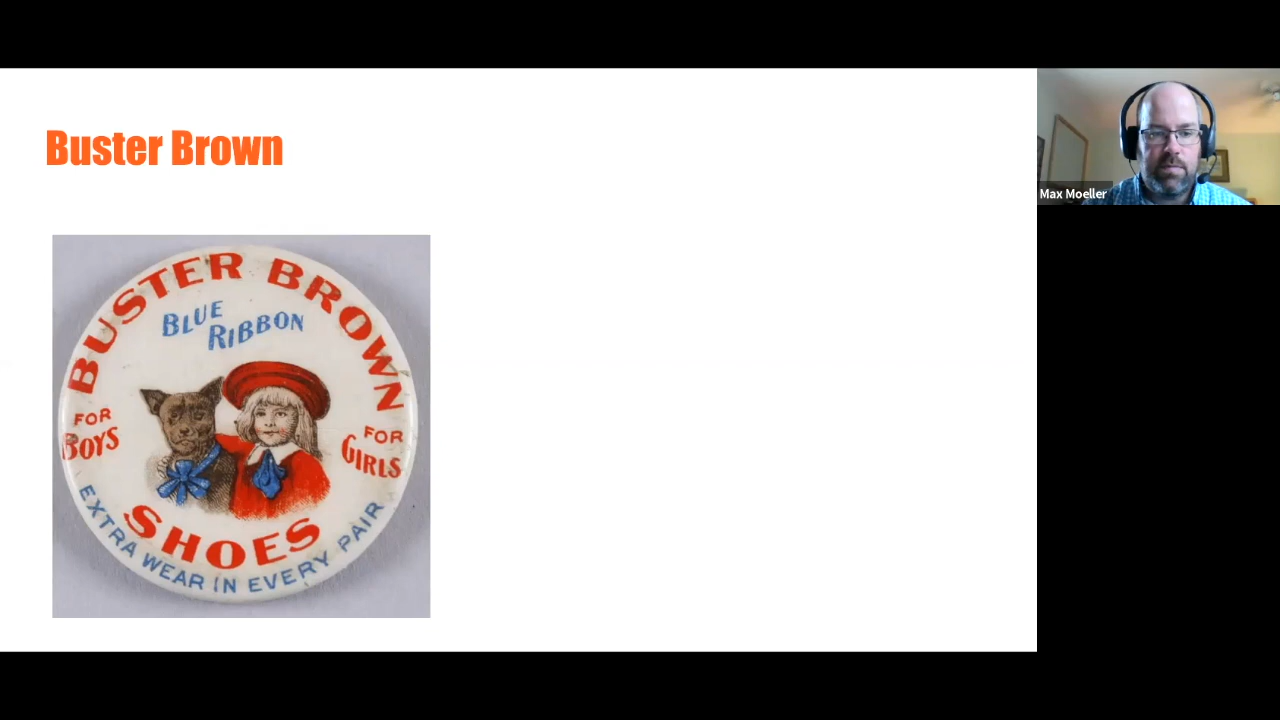 Buster Brown
BUSTER BROWN
BLUE
RIBBON
FOR
BOYS
FOR
GIRLS
SHOES
EXTRA WEAR IN EVERY PAIR
Max Moeller